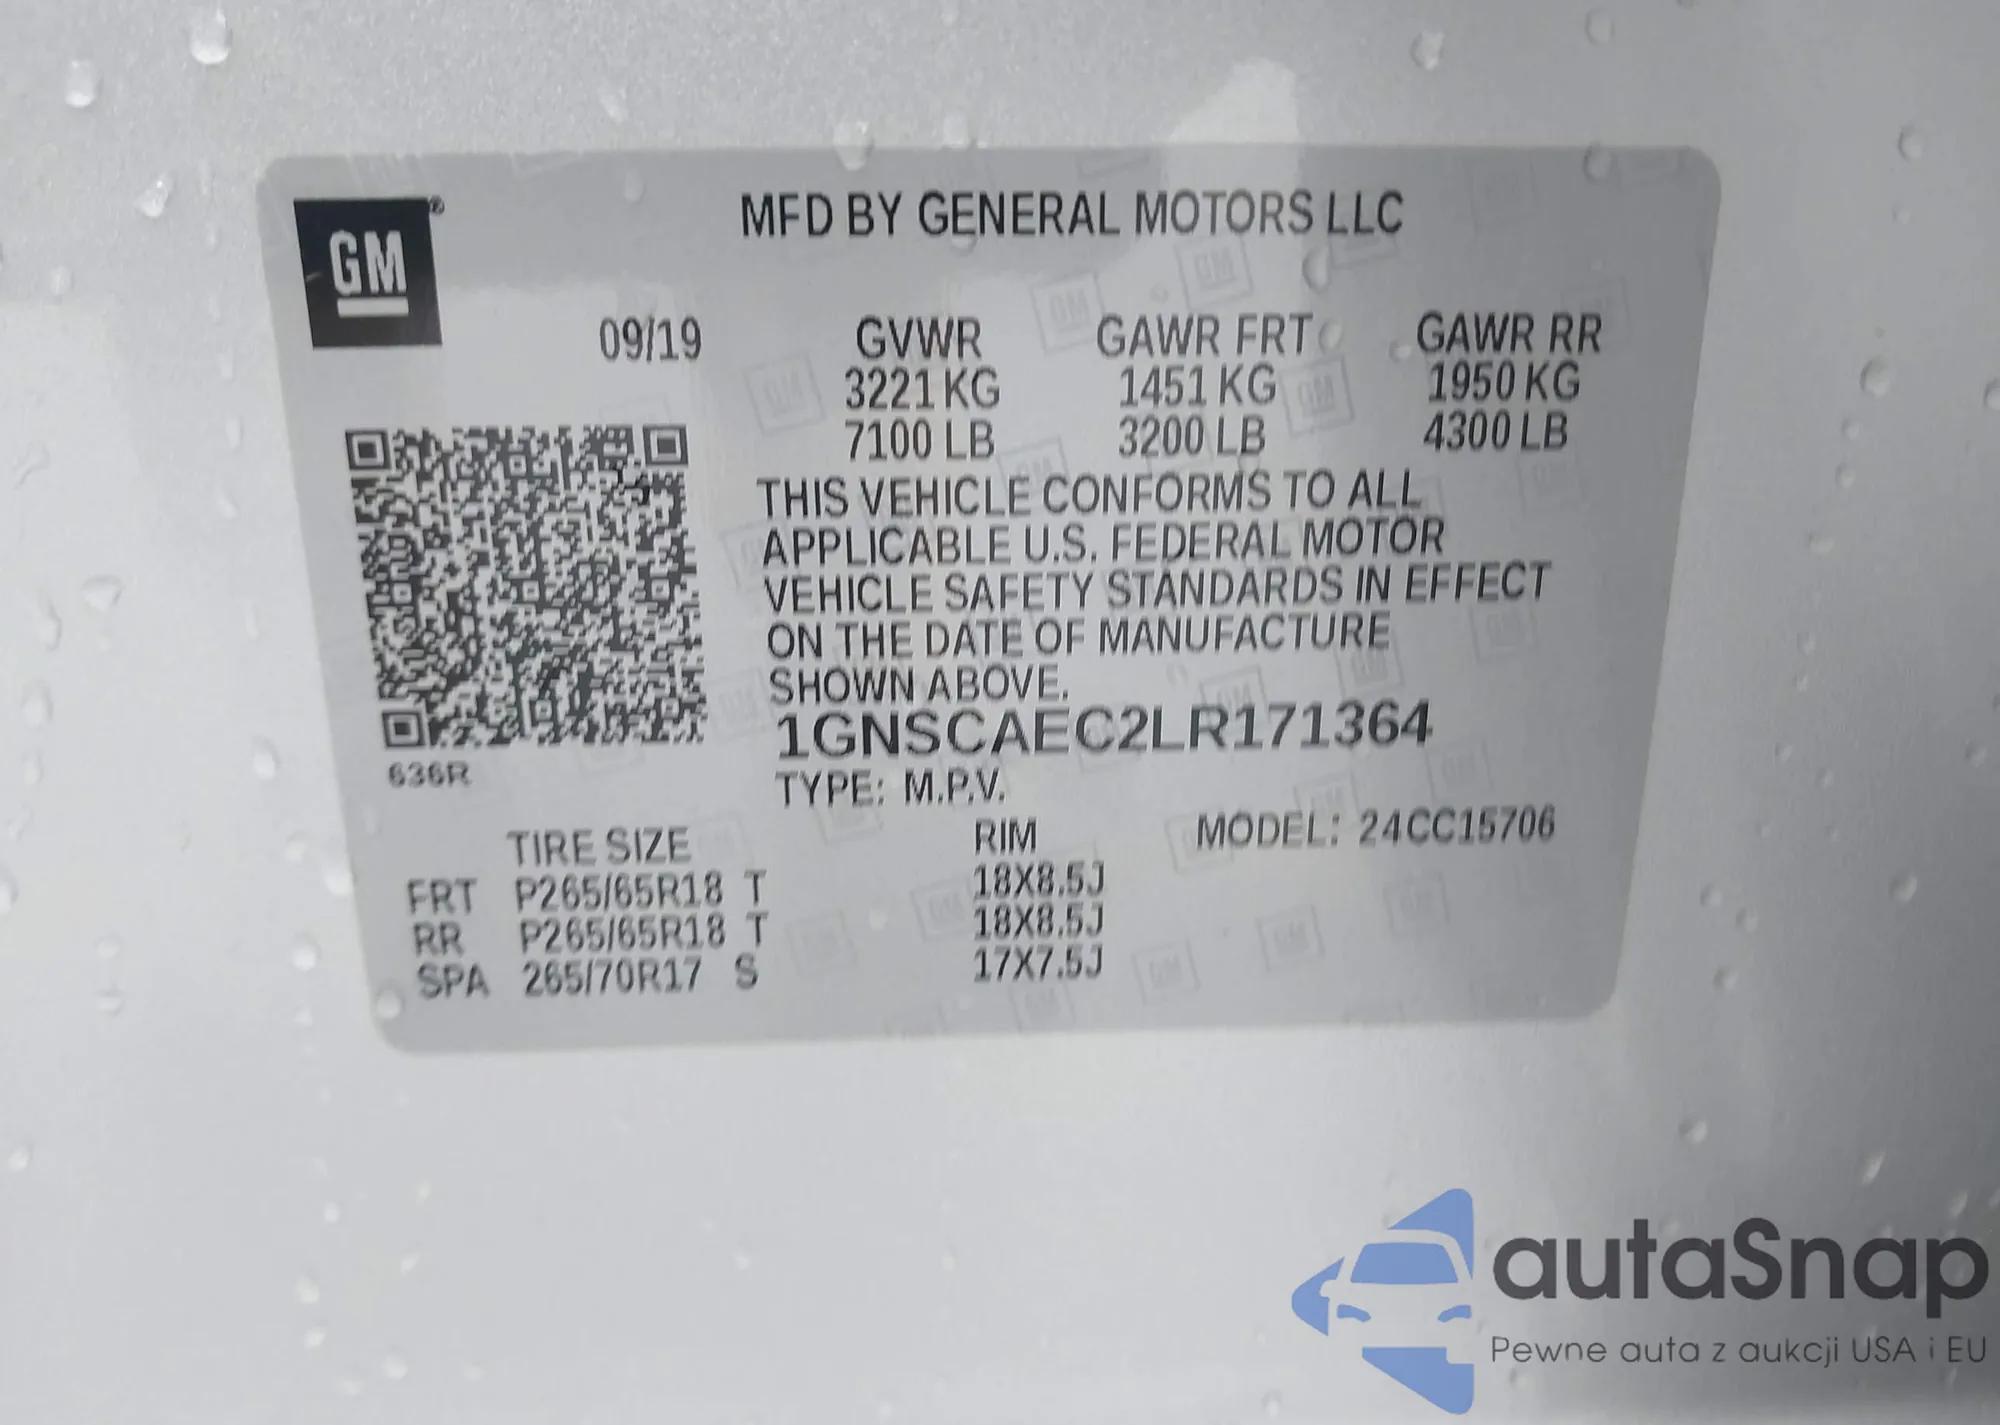 MFD BY GENERAL MOTORS LLC
GM
®
09/19 GVWR GAWR FRT GAWR RR
3221 KG 1451 KG 1950 KG
7100 LB 3200 LB 4300 LB
THIS VEHICLE CONFORMS TO ALL
APPLICABLE U.S. FEDERAL MOTOR
VEHICLE SAFETY STANDARDS IN EFFECT
ON THE DATE OF MANUFACTURE
SHOWN ABOVE.
1GNSCAEC2LR171364
636R
TYPE: M.P.V.
TIRE SIZE RIM MODEL: 24CC15706
FRT P265/65R18 T 18X8.5J
RR P265/65R18 T 18X8.5J
SPA 265/70R17 S 17X7.5J
autaSnap
Pewne auta z aukcji USA i EU